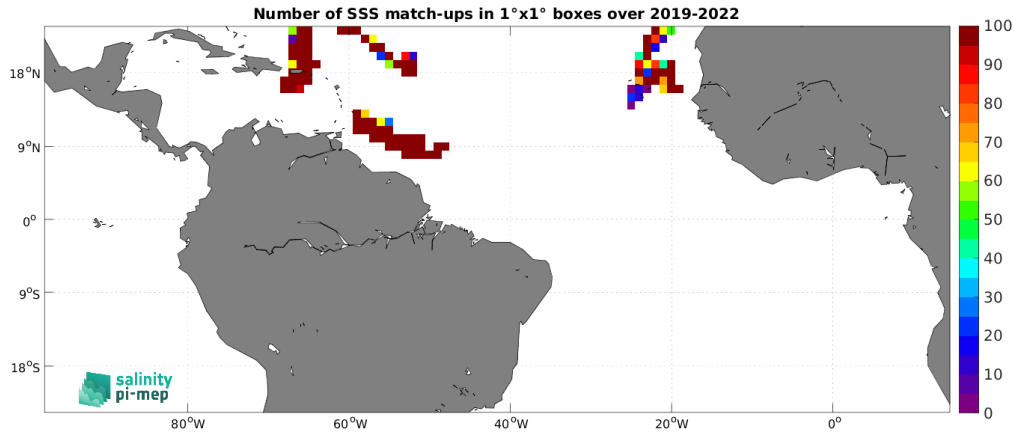 Number of SSS match-ups in 1°x1° boxes over 2019-2022
18°N
9°N
0°
9°S
18°S
80°W
60°W
40°W
20°W
0°
100
90
80
70
60
50
40
30
20
10
0
salinity
pi-mep